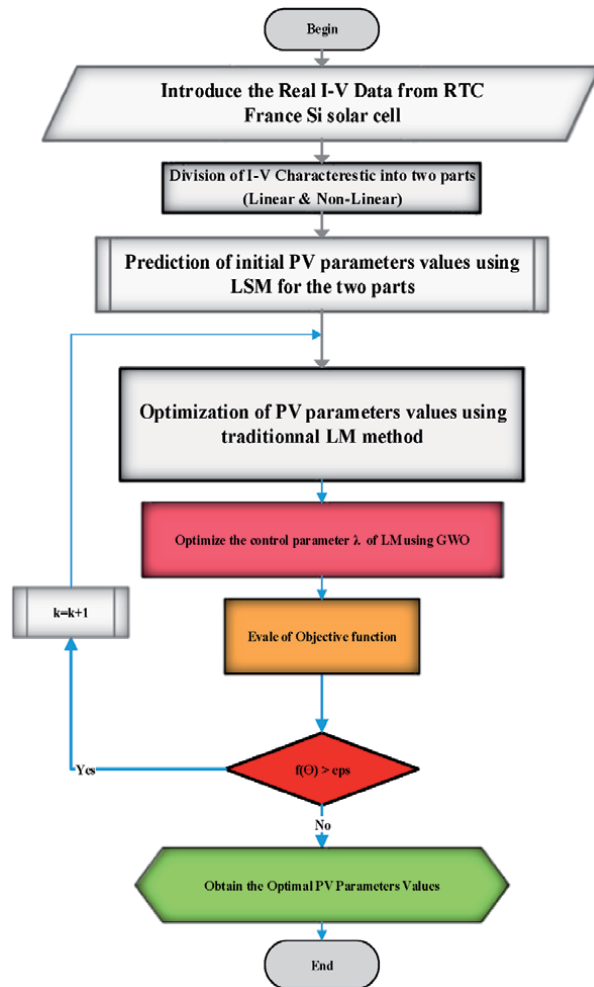 Begin
Introduce the Real I-V Data from RTC
France Si solar cell
Division of I-V Characterestic into two parts
(Linear & Non-Linear)
Prediction of initial PV parameters values using
LSM for the two parts
Optimization of PV parameters values using
traditionnal LM method
Optimize the control parameter λ of LM using GWO
k=k+1
Evale of Objective function
Yes
f(O) > eps
No
Obtain the Optimal PV Parameters Values
End